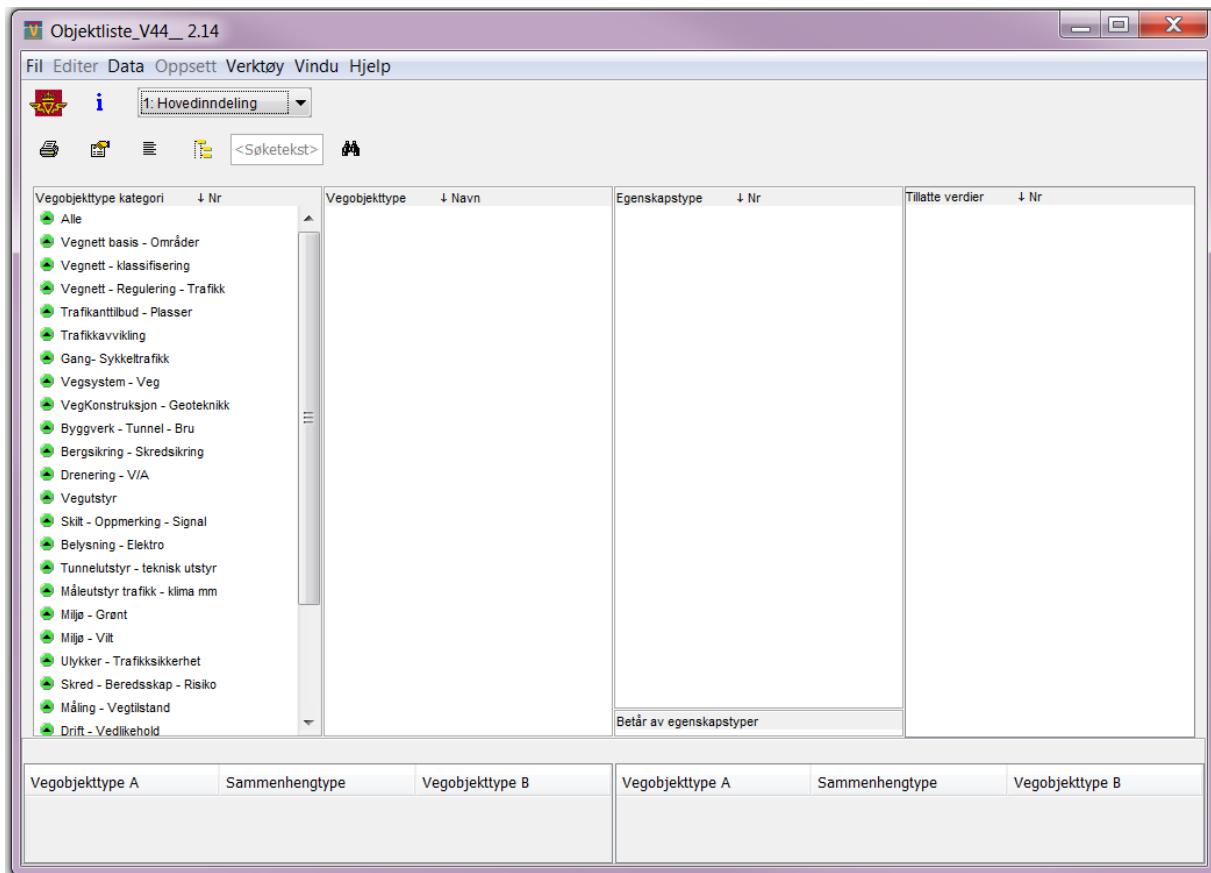 Objektliste_V44__ 2.14
Fil Editer Data Oppsett Verktøy Vindu Hjelp
i 1: Hovedinndeling
<Søketekst>
Vegobjekttype kategori ↓ Nr Vegobjekttype ↓ Navn Egenskapstype ↓ Nr Tillatte verdier ↓ Nr
Alle
Vegnett basis - Områder
Vegnett - klassifisering
Vegnett - Regulering - Trafikk
Trafikanttilbud - Plasser
Trafikkavvikling
Gang- Sykkeltrafikk
Vegsystem - Veg
VegKonstruksjon - Geoteknikk
Byggverk - Tunnel - Bru
Bergsikring - Skredsikring
Drenering - V/A
Vegutstyr
Skilt - Oppmerking - Signal
Belysning - Elektro
Tunnelutstyr - teknisk utstyr
Måleutstyr trafikk - klima mm
Miljø - Grønt
Miljø - Vilt
Ulykker - Trafikksikkerhet
Skred - Beredsskap - Risiko
Måling - Vegtilstand
Drift - Vedlikehold
Betår av egenskapstyper
Vegobjekttype A Sammenhengtype Vegobjekttype B Vegobjekttype A Sammenhengtype Vegobjekttype B